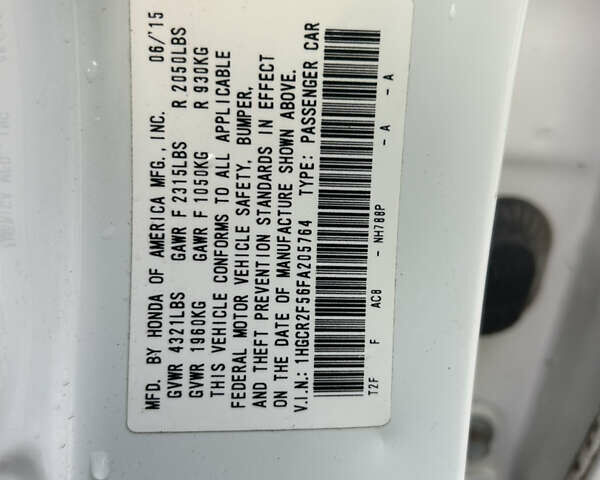 MFD. BY HONDA OF AMERICA MFG., INC. 06/'15
GVWR 4321LBS GAWR F 2315LBS R 2050LBS
GVWR 1960KG GAWR F 1050KG R 930KG
THIS VEHICLE CONFORMS TO ALL APPLICABLE
FEDERAL MOTOR VEHICLE SAFETY, BUMPER,
AND THEFT PREVENTION STANDARDS IN EFFECT
ON THE DATE OF MANUFACTURE SHOWN ABOVE.
V.I.N.: 1HGCR2F56FA205764 TYPE: PASSENGER CAR
T2F F AC8 - NH788P - A - A